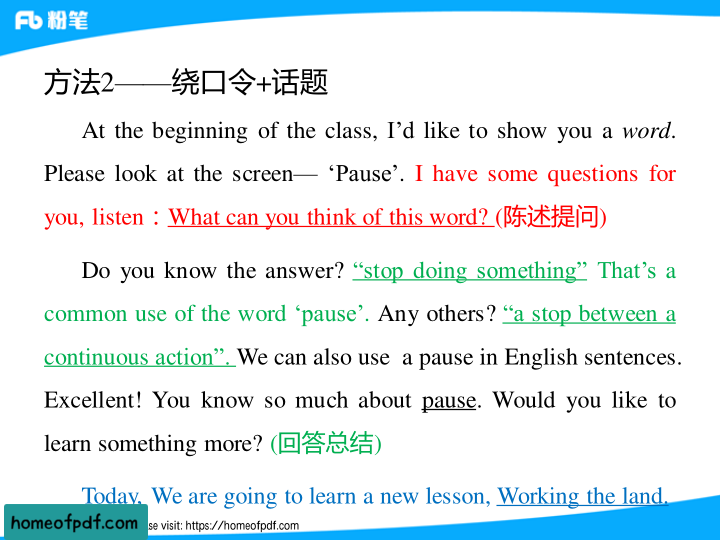 粉笔
方法2——绕口令+话题
At the beginning of the class, I’d like to show you a word.
Please look at the screen— ‘Pause’. I have some questions for
you, listen：What can you think of this word? (陈述提问)
Do you know the answer? “stop doing something” That’s a
common use of the word ‘pause’. Any others? “a stop between a
continuous action”. We can also use a pause in English sentences.
Excellent! You know so much about pause. Would you like to
learn something more? (回答总结)
Today, We are going to learn a new lesson, Working the land.
homeofpdf.com
visit: https://homeofpdf.com